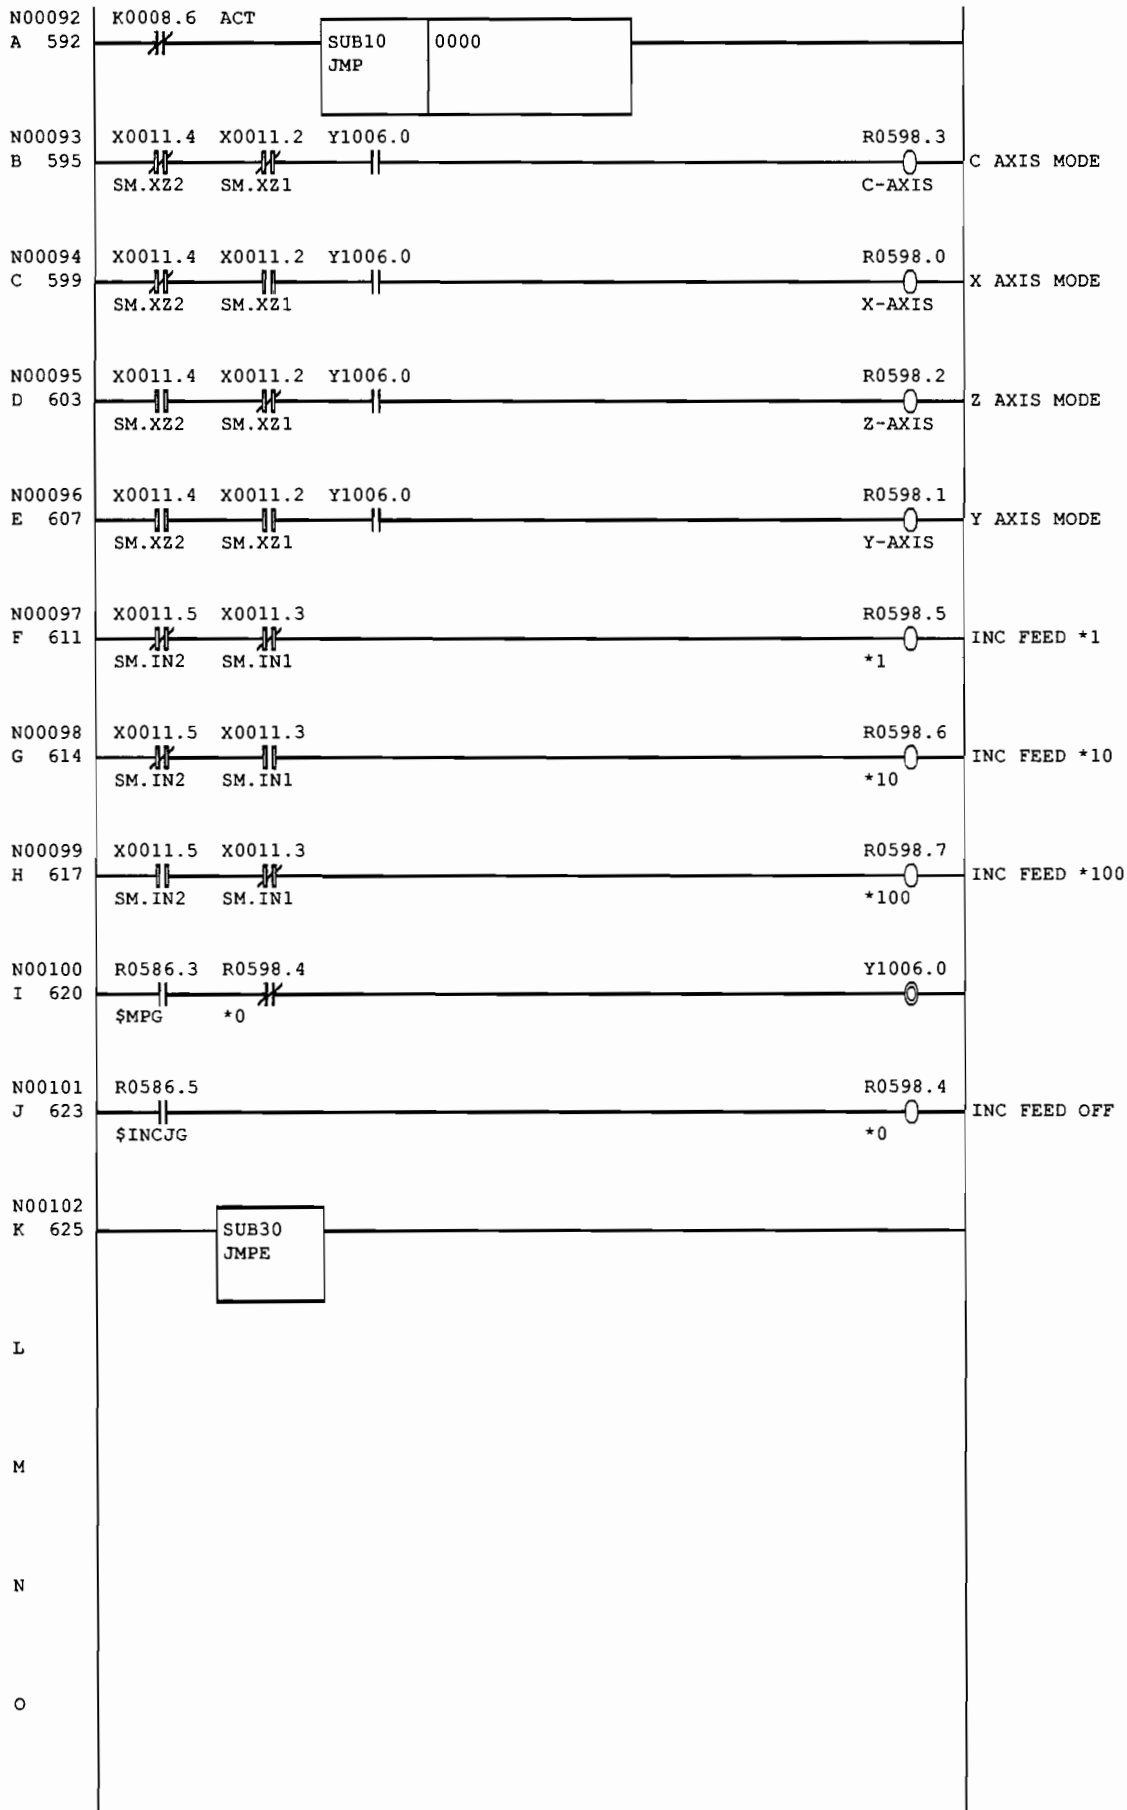 N00092 K0008.6 ACT
A 592 SUB10 0000
JMP
N00093 X0011.4 X0011.2 Y1006.0 R0598.3
B 595 C AXIS MODE
SM.XZ2 SM.XZ1 C-AXIS
N00094 X0011.4 X0011.2 Y1006.0 R0598.0
C 599 X AXIS MODE
SM.XZ2 SM.XZ1 X-AXIS
N00095 X0011.4 X0011.2 Y1006.0 R0598.2
D 603 Z AXIS MODE
SM.XZ2 SM.XZ1 Z-AXIS
N00096 X0011.4 X0011.2 Y1006.0 R0598.1
E 607 Y AXIS MODE
SM.XZ2 SM.XZ1 Y-AXIS
N00097 X0011.5 X0011.3 R0598.5
F 611 INC FEED *1
SM.IN2 SM.IN1 *1
N00098 X0011.5 X0011.3 R0598.6
G 614 INC FEED *10
SM.IN2 SM.IN1 *10
N00099 X0011.5 X0011.3 R0598.7
H 617 INC FEED *100
SM.IN2 SM.IN1 *100
N00100 R0586.3 R0598.4 Y1006.0
I 620
$MPG *0
N00101 R0586.5 R0598.4
J 623 INC FEED OFF
$INCJG *0
N00102
K 625 SUB30
JMPE
L
M
N
O